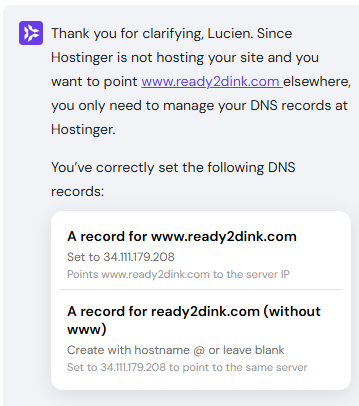 Thank you for clarifying, Lucien. Since
Hostinger is not hosting your site and you
want to point www.ready2dink.com elsewhere,
you only need to manage your DNS records at
Hostinger.
You’ve correctly set the following DNS
records:
A record for www.ready2dink.com
Set to 34.111.179.208
Points www.ready2dink.com to the server IP
A record for ready2dink.com (without
www)
Create with hostname @ or leave blank
Set to 34.111.179.208 to point to the same server